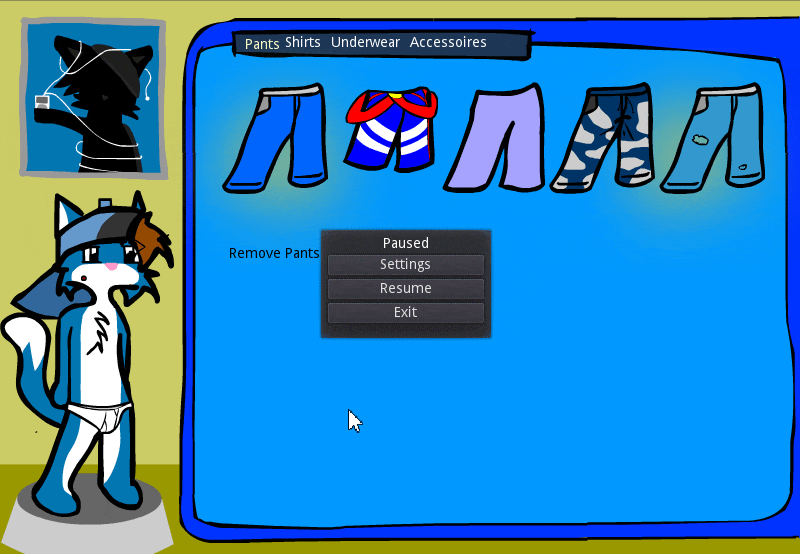 Pants Shirts Underwear Accessoires
Remove Pants
Paused
Settings
Resume
Exit